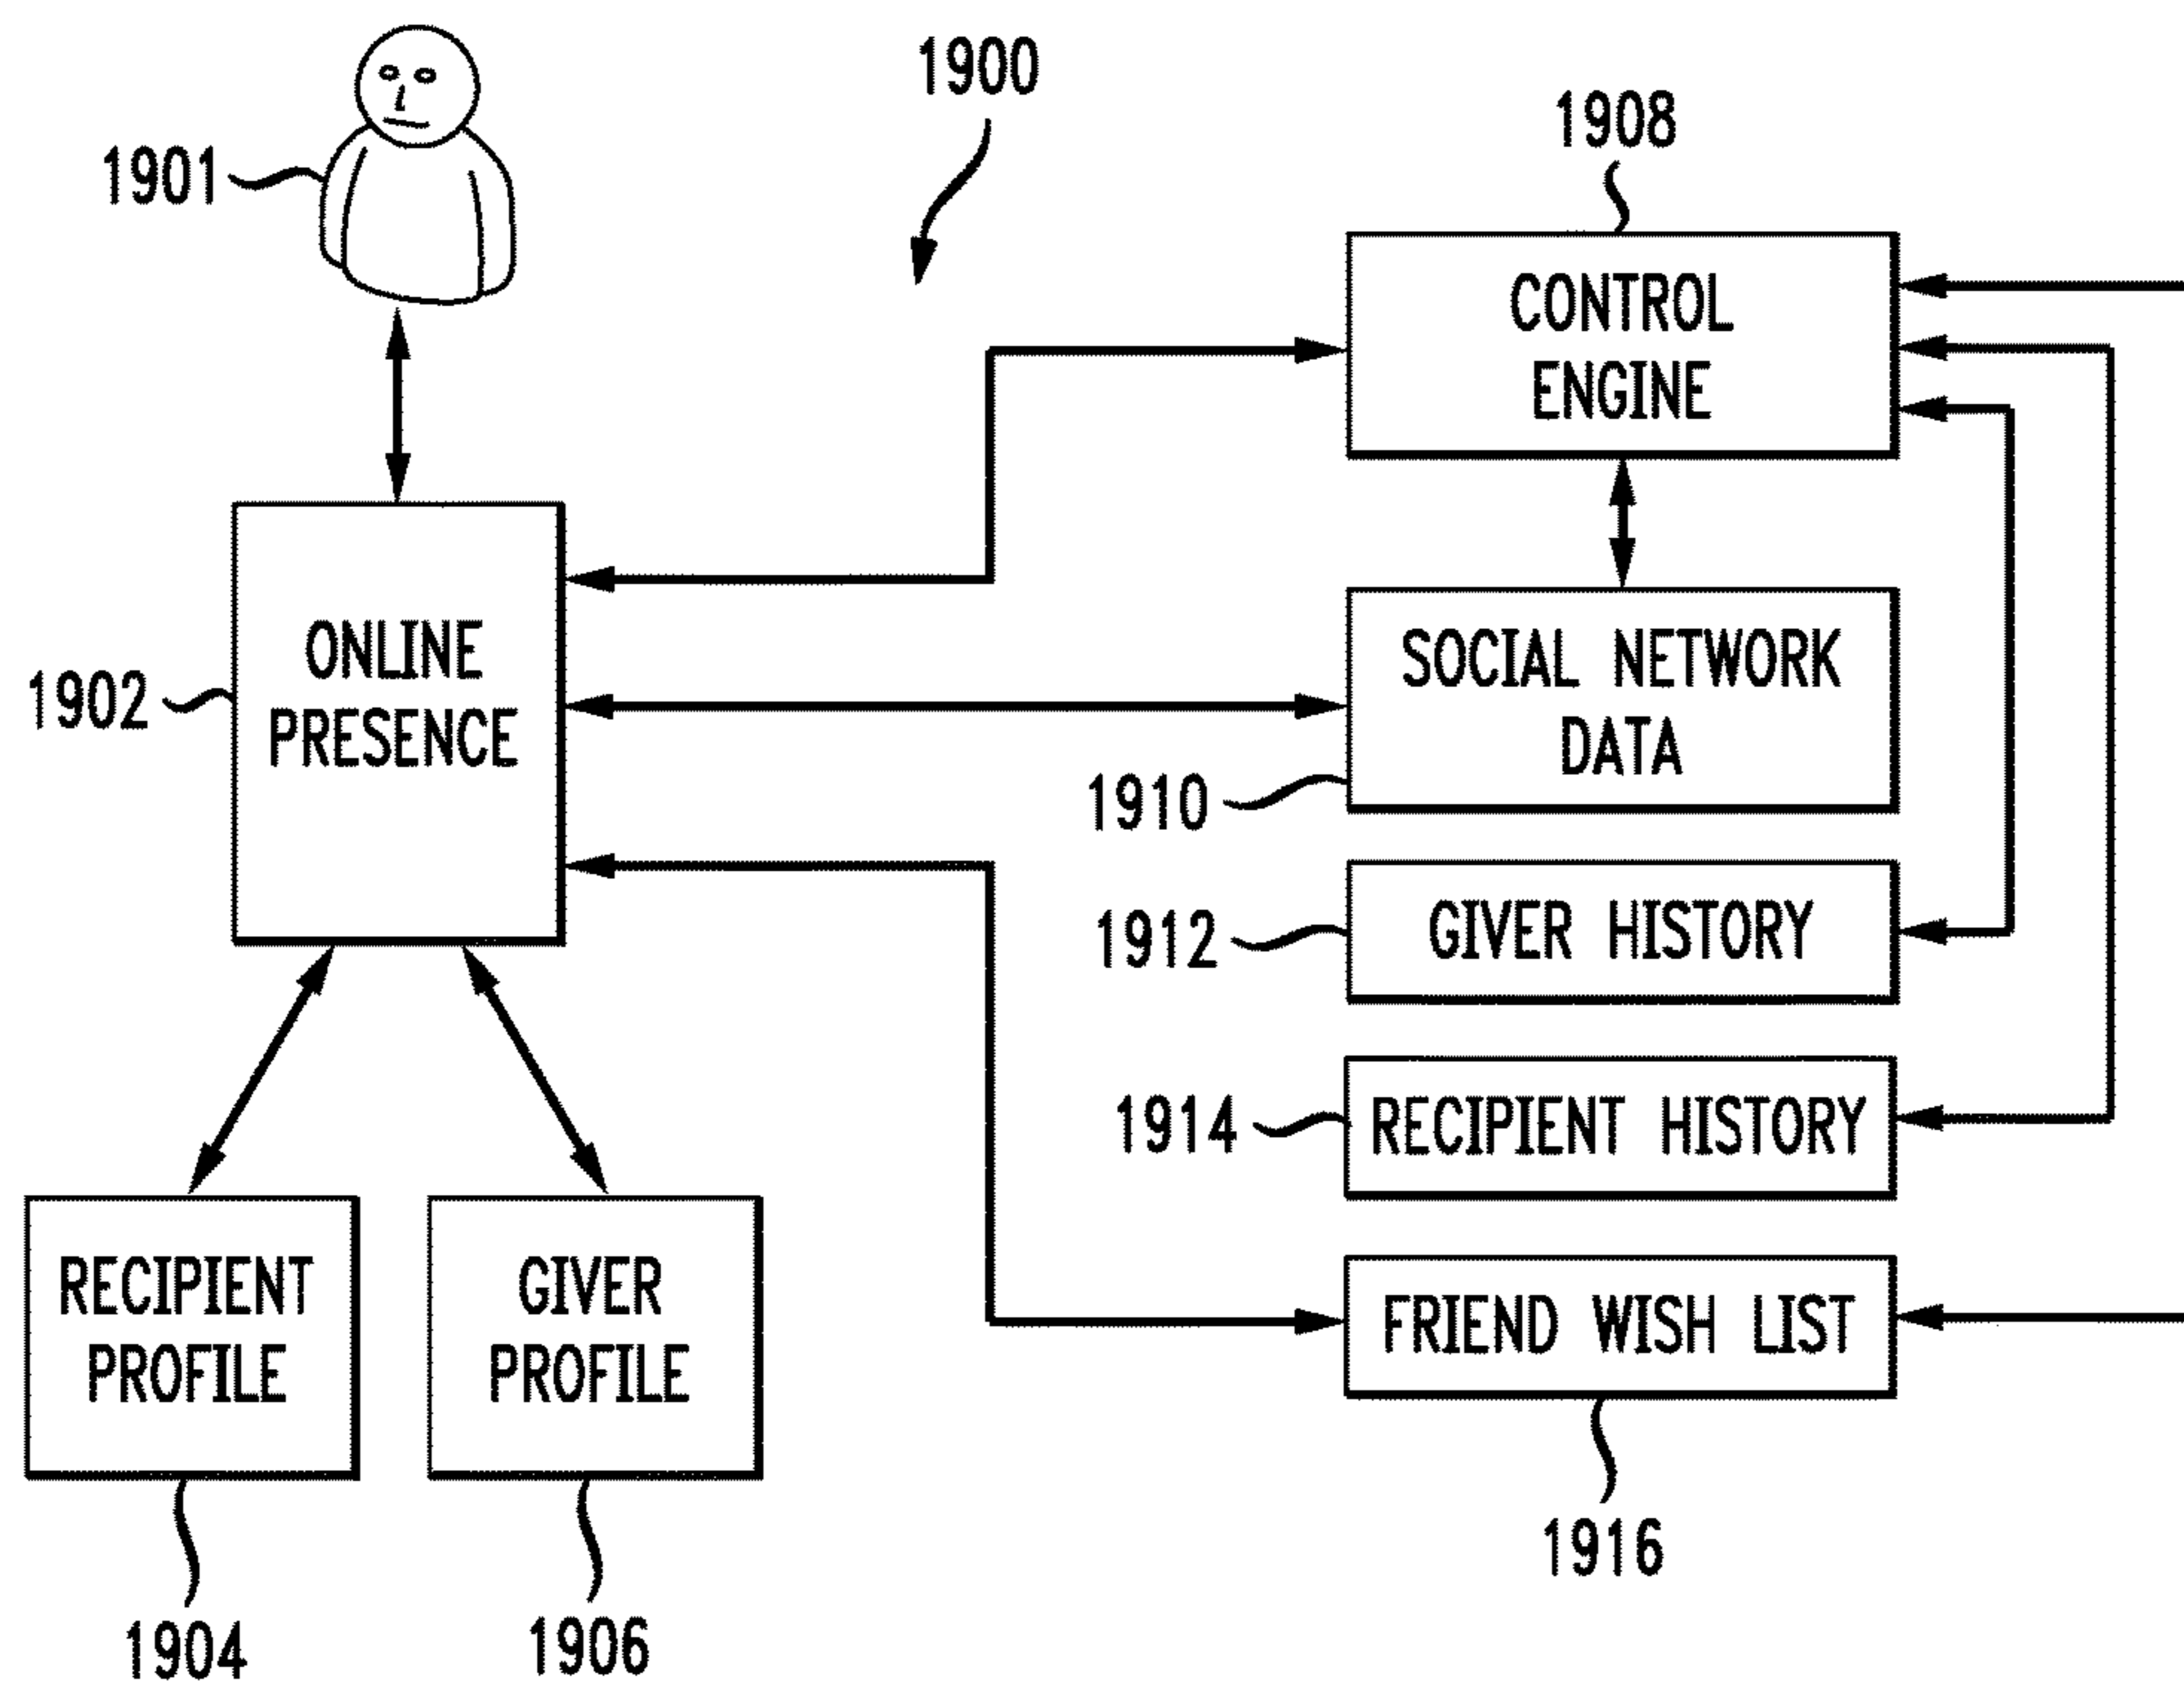 1900
1908
1901
CONTROL
ENGINE
ONLINE
PRESENCE
1902
SOCIAL NETWORK
DATA
1910
GIVER HISTORY
1912
RECIPIENT HISTORY
1914
FRIEND WISH LIST
1916
RECIPIENT
PROFILE
1904
GIVER
PROFILE
1906